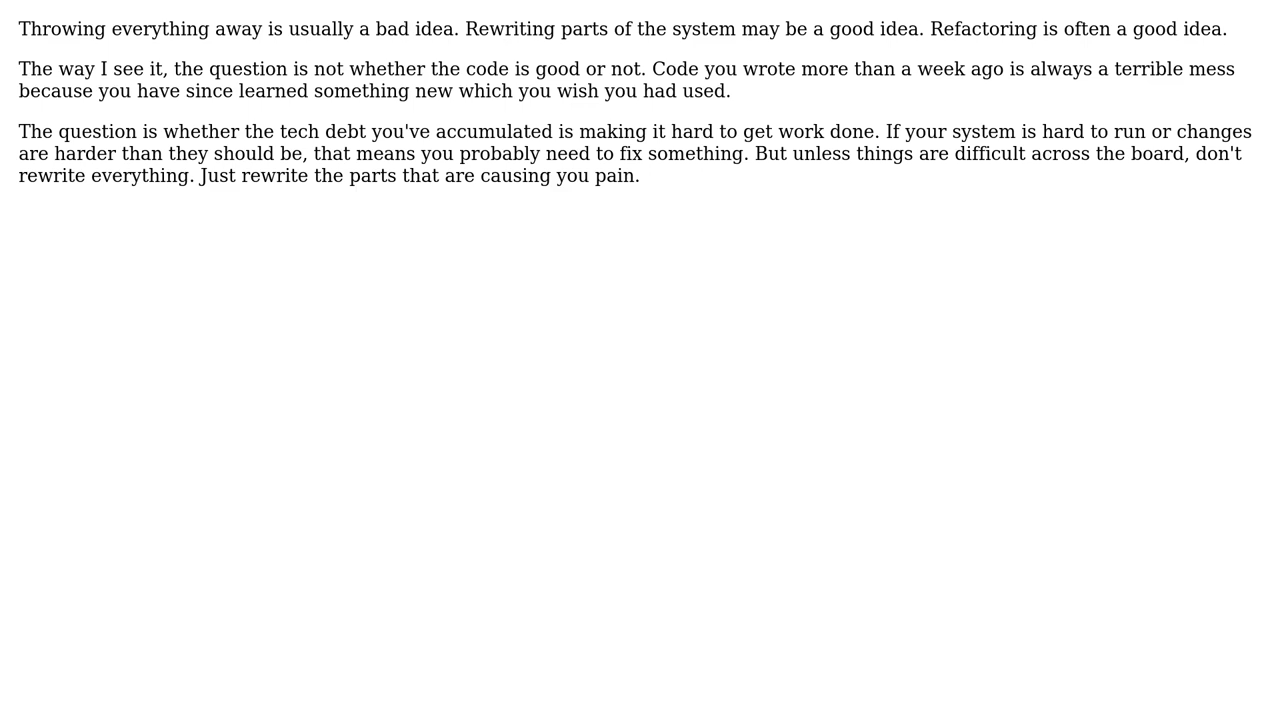 Throwing everything away is usually a bad idea. Rewriting parts of the system may be a good idea. Refactoring is often a good idea.
The way I see it, the question is not whether the code is good or not. Code you wrote more than a week ago is always a terrible mess
because you have since learned something new which you wish you had used.
The question is whether the tech debt you've accumulated is making it hard to get work done. If your system is hard to run or changes
are harder than they should be, that means you probably need to fix something. But unless things are difficult across the board, don't
rewrite everything. Just rewrite the parts that are causing you pain.